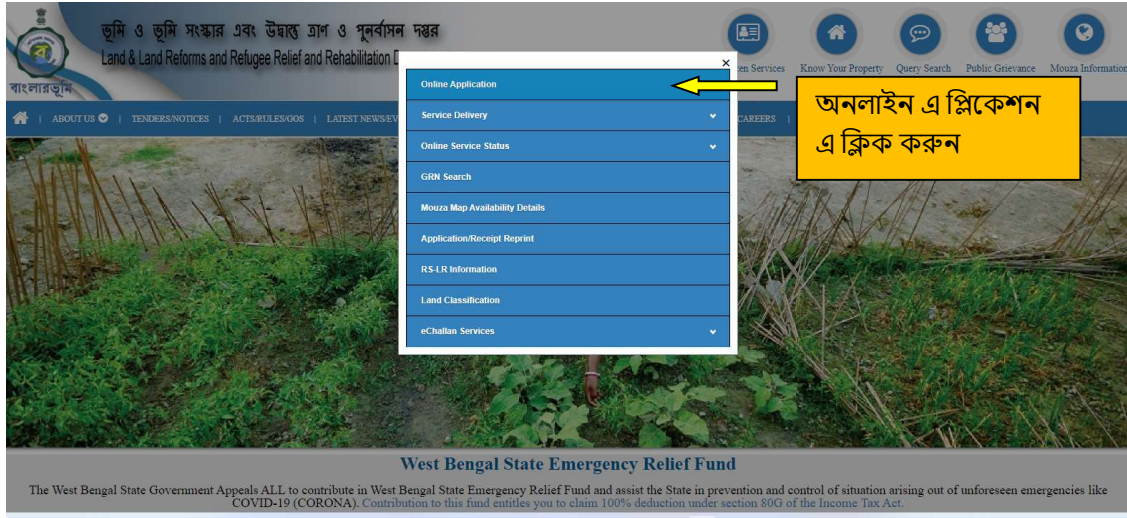 ভূমি ও ভূমি সংস্কার এবং উদ্বাস্তু ত্রাণ ও পুনর্বাসন দপ্তর
Land & Land Reforms and Refugee Relief and Rehabilitation
বাংলারভূমি
en Services
Know Your Property
Query Search
Public Grievance
Mouza Information
ABOUT US | TENDERS/NOTICES | ACTS/RULES/GOS | LATEST NEWS/EV
CAREERS |
×
Online Application
Service Delivery
Online Service Status
GRN Search
Mouza Map Availability Details
Application/Receipt Reprint
RS-LR Information
Land Classification
eChallan Services
অনলাইন এ প্লিকেশন
এ ক্লিক করুন
West Bengal State Emergency Relief Fund
The West Bengal State Government Appeals ALL to contribute in West Bengal State Emergency Relief Fund and assist the State in prevention and control of situation arising out of unforeseen emergencies like
COVID-19 (CORONA). Contribution to this fund entitles you to claim 100% deduction under section 80G of the Income Tax Act.